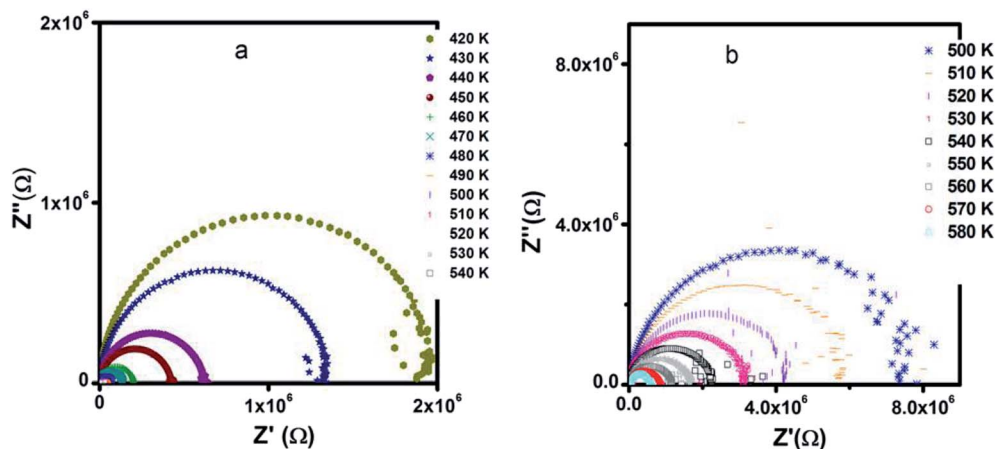 a
2x10⁶
1x10⁶
0
0
1x10⁶
2x10⁶
Z''(Ω)
Z' (Ω)
420 K
430 K
440 K
450 K
460 K
470 K
480 K
490 K
500 K
510 K
520 K
530 K
540 K
b
8.0x10⁶
4.0x10⁶
0.0
0.0
4.0x10⁶
8.0x10⁶
Z''(Ω)
Z'(Ω)
500 K
510 K
520 K
530 K
540 K
550 K
560 K
570 K
580 K